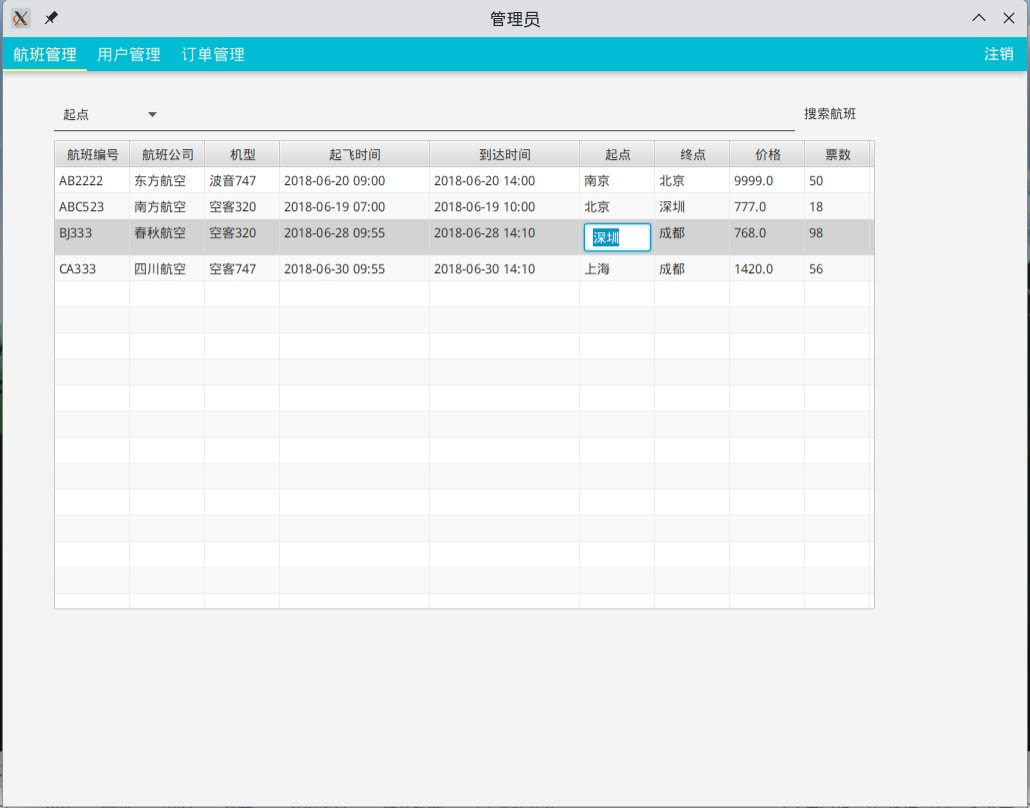 管理员
航班管理 用户管理 订单管理 注销
起点 搜索航班
航班编号 航班公司 机型 起飞时间 到达时间 起点 终点 价格 票数
AB2222 东方航空 波音747 2018-06-20 09:00 2018-06-20 14:00 南京 北京 9999.0 50
ABC523 南方航空 空客320 2018-06-19 07:00 2018-06-19 10:00 北京 深圳 777.0 18
BJ333 春秋航空 空客320 2018-06-28 09:55 2018-06-28 14:10 深圳 成都 768.0 98
CA333 四川航空 空客747 2018-06-30 09:55 2018-06-30 14:10 上海 成都 1420.0 56